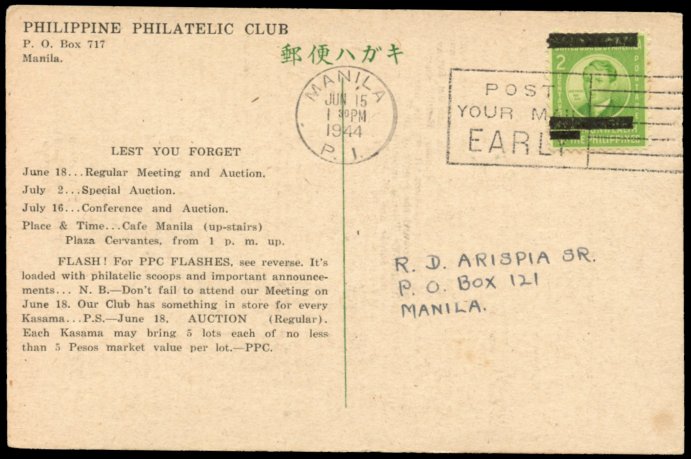 PHILIPPINE PHILATELIC CLUB
P. O. Box 717
Manila.
郵便ハガキ
MANILA
JUN 15
1 30 PM
1944
P. I.
POST
YOUR M
EARLY
2
PHILIPPINES
LEST YOU FORGET
June 18...Regular Meeting and Auction.
July 2...Special Auction.
July 16...Conference and Auction.
Place & Time...Cafe Manila (up-stairs)
Plaza Cervantes, from 1 p. m. up.
FLASH! For PPC FLASHES, see reverse. It's
loaded with philatelic scoops and important announce-
ments... N. B.—Don't fail to attend our Meeting on
June 18. Our Club has something in store for every
Kasama...P.S.—June 18. AUCTION (Regular).
Each Kasama may bring 5 lots each of no less
than 5 Pesos market value per lot.—PPC.
R. D. ARISPIA SR.
P. O. BOX 121
MANILA.